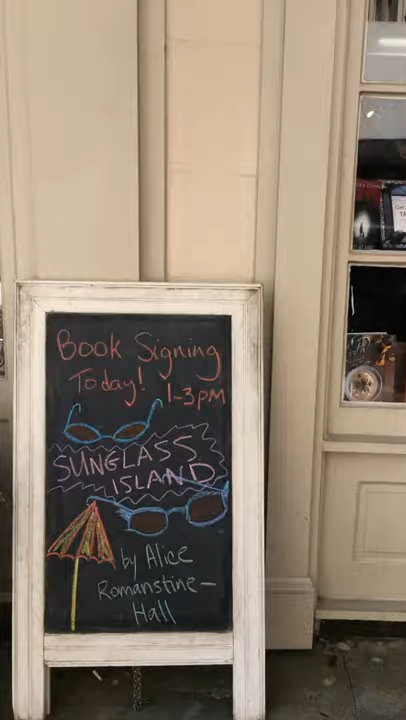 Book Signing
Today! 1-3PM
SUNGLASS
ISLAND
by Alice
Romanstine-
Hall